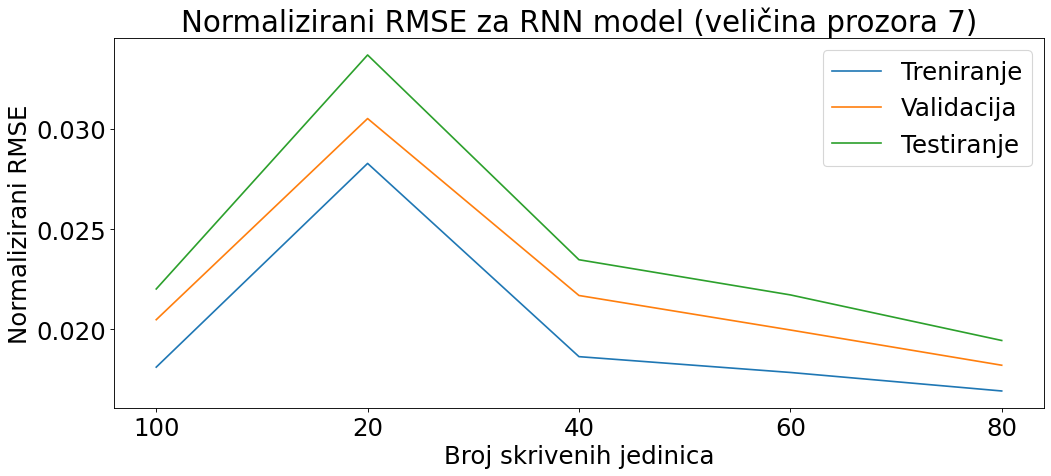 Normalizirani RMSE za RNN model (veličina prozora 7)
Treniranje
Validacija
Testiranje
Normalizirani RMSE
0.030
0.025
0.020
100 20 40 60 80
Broj skrivenih jedinica